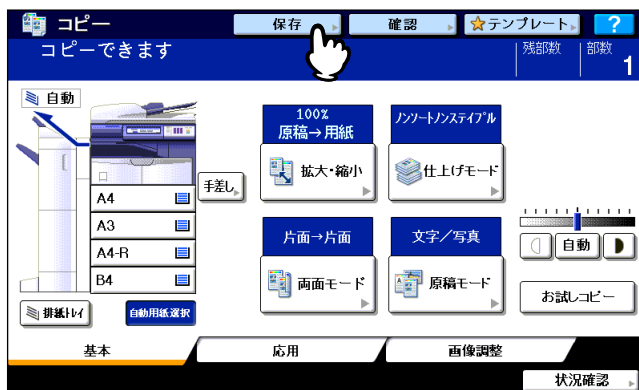 コピー
保存
確認
テンプレート
?
コピーできます
残部数
部数
1
自動
100%
原稿→用紙
ノンソートノンステイプル
拡大・縮小
仕上げモード
手差し
A4
A3
A4-R
B4
片面→片面
文字／写真
両面モード
原稿モード
自動
お試しコピー
排紙トレイ
自動用紙選択
基本
応用
画像調整
状況確認